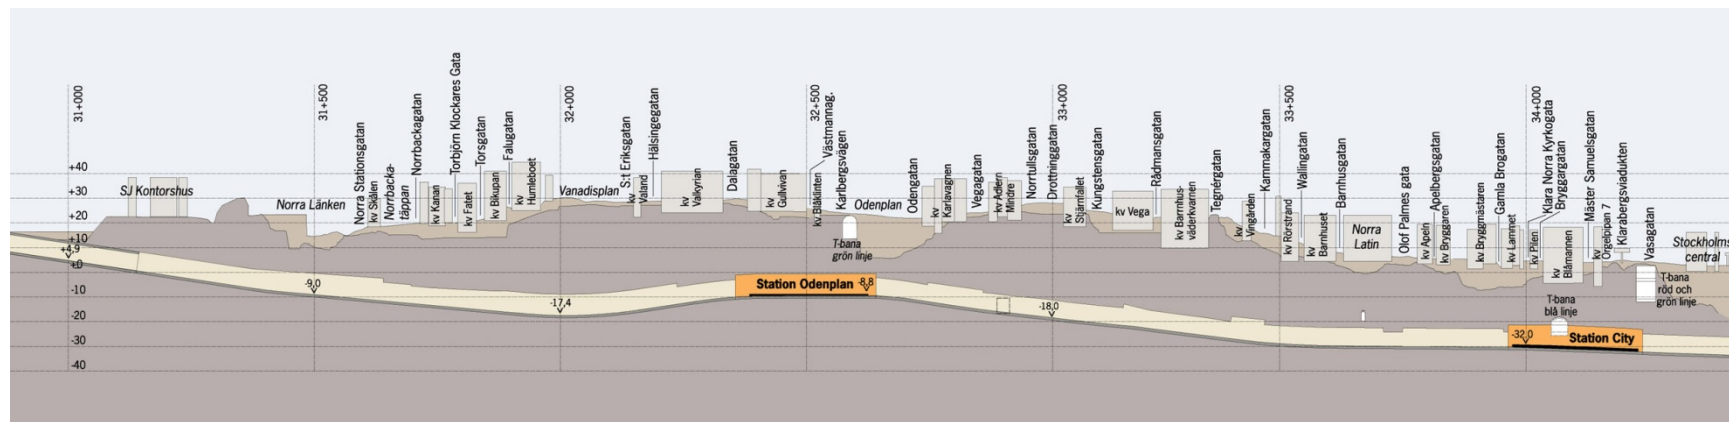 31+000
31+500
32+000
32+500
33+000
33+500
34+000
+40
+30
+20
+10
+4,9
+0
-10
-20
-30
-40
SJ Kontorshus
Norra Länken
Norra Stationsgatan
kv Skålen
Norrbacka-
täppan
Norrbackagatan
kv Kanan
Torbjörn Klockares Gata
kv Fatet
Torsgatan
kv Bikupan
Falugatan
kv
Humleboet
Vanadisplan
S:t Eriksgatan
kv
Valand
Hälsingegatan
kv
Valkyrian
Dalagatan
kv
Gulvivan
kv Blåklinten
Västmannag.
Karlbergsvägen
T-bana
grön linje
Odenplan
Odengatan
kv
Karlavagnen
Vegagatan
kv Adlern
Mindre
Norrtullsgatan
Drottninggatan
kv
Stjärnfallet
Kungstensgatan
kv Vega
Rådmansgatan
kv Barnhus-
väderkvarnen
Tegnérgatan
kv
Vingården
Kammakargatan
kv Rörstrand
Wallingatan
kv
Barnhuset
Barnhusgatan
Norra
Latin
Olof Palmes gata
kv Apeln
Apelbergsgatan
kv
Bryggaren
kv Bryggmästaren
Gamla Brogatan
kv Lammet
kv Pilen
Klara Norra Kyrkogata
Bryggargatan
kv
Blåmannen
Mäster Samuelsgatan
kv
Orgelpipan 7
Klarabergsviadukten
Vasagatan
Stockholms
central
T-bana
röd och
grön linje
T-bana
blå linje
-9,0
-17,4
Station Odenplan
-8,8
-18,0
-32,0
Station City